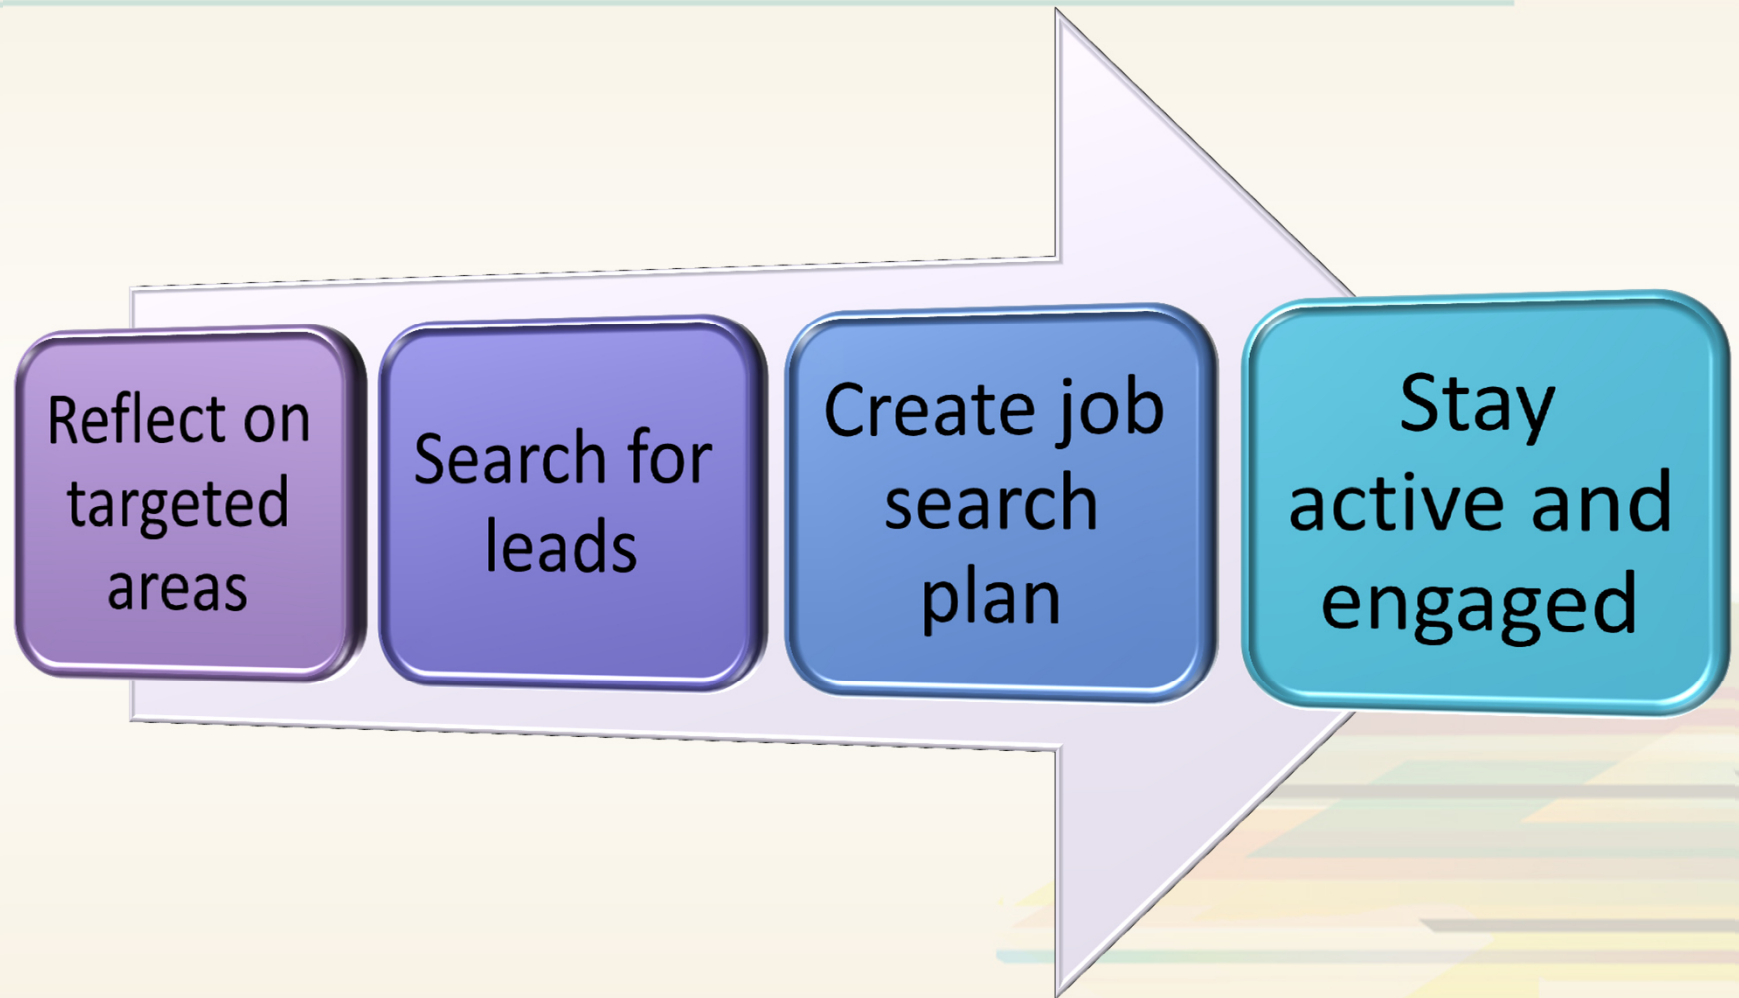 Reflect on
targeted
areas
Search for
leads
Create job
search
plan
Stay
active and
engaged